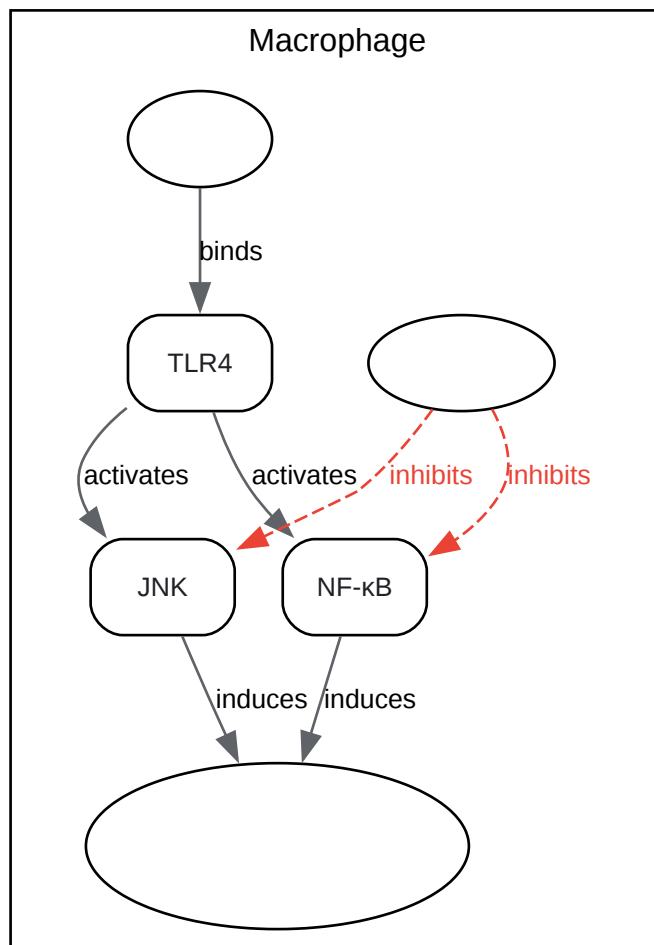 Macrophage
binds
TLR4
activates
activates
inhibits
inhibits
JNK
NF-κB
induces
induces